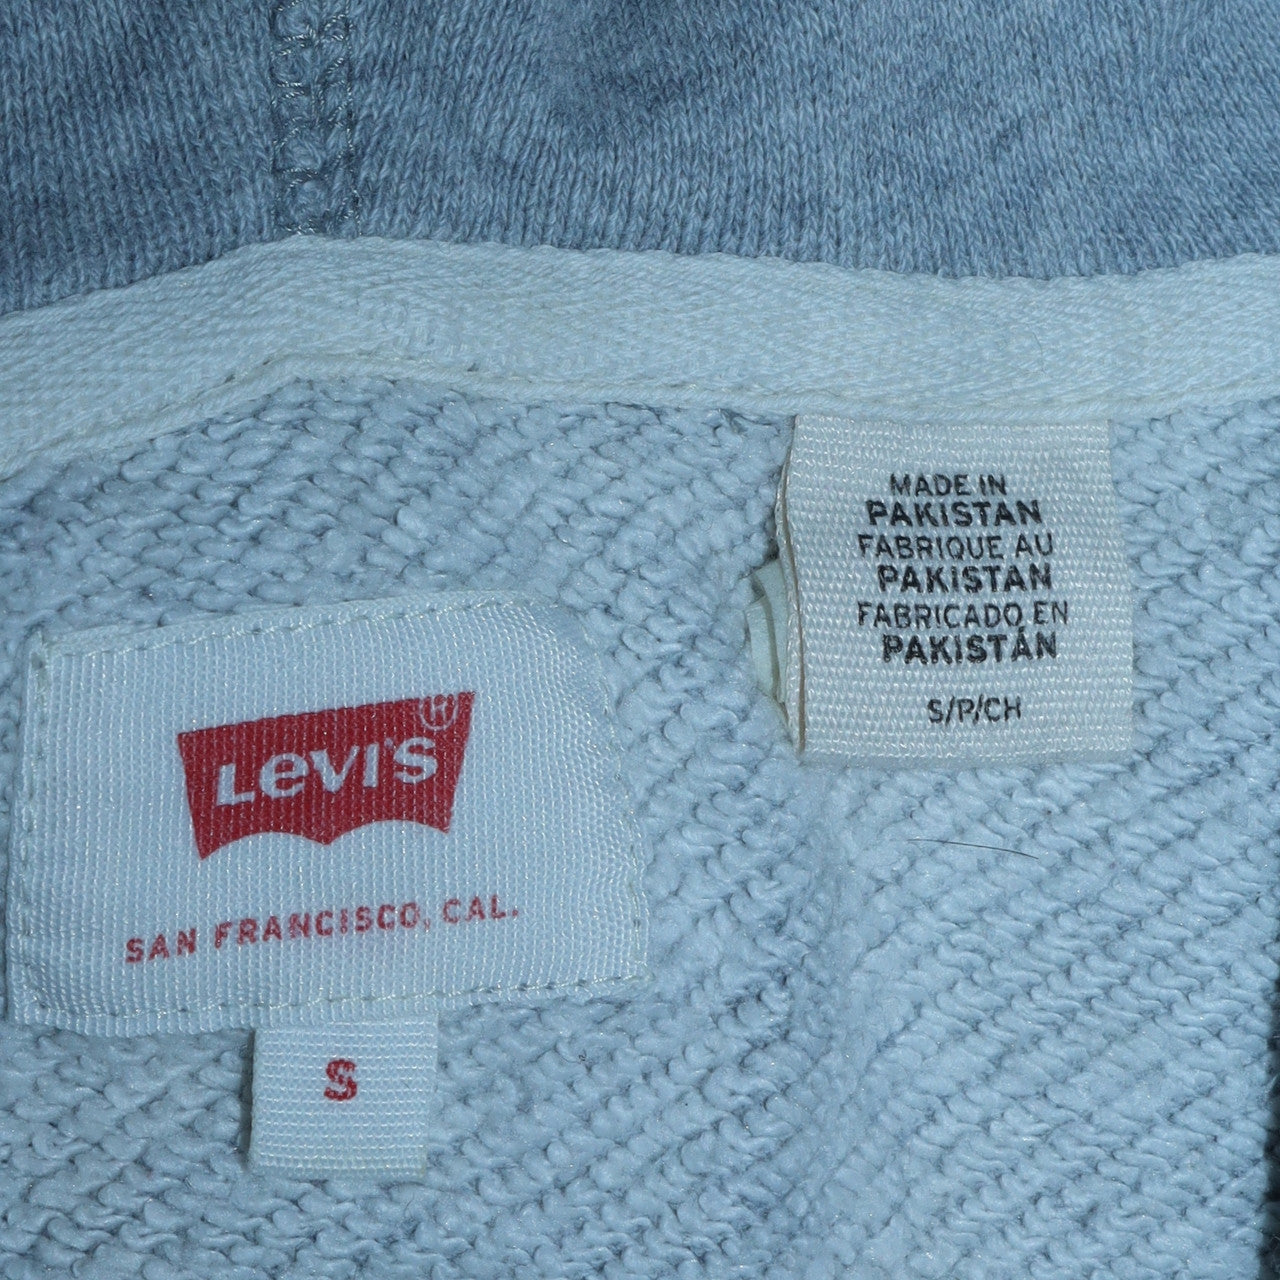 MADE IN
PAKISTAN
FABRIQUE AU
PAKISTAN
FABRICADO EN
PAKISTÁN
S/P/CH
Levi's ®
SAN FRANCISCO, CAL.
S